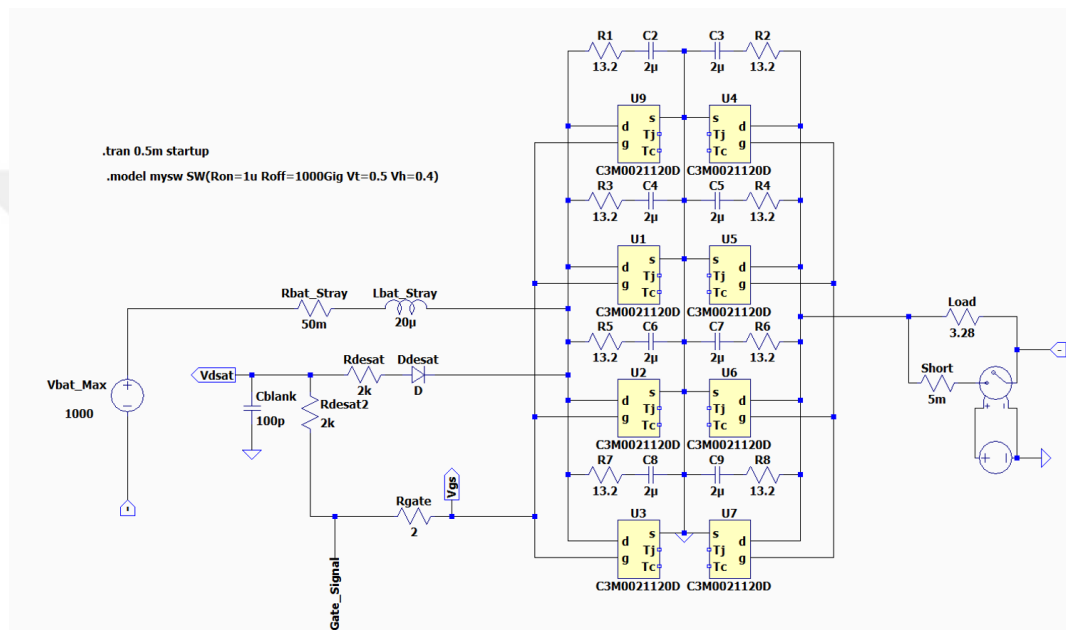 R1 C2 C3 R2
13.2 2µ 2µ 13.2
U9 U4
s s
d Tj Tj d
g Tc Tc g
C3M0021120D C3M0021120D
.tran 0.5m startup
.model mysw SW(Ron=1u Roff=1000Gig Vt=0.5 Vh=0.4)
R3 C4 C5 R4
13.2 2µ 2µ 13.2
U1 U5
s s
d Tj Tj d
g Tc Tc g
C3M0021120D C3M0021120D
Rbat_Stray Lbat_Stray
50m 20µ
Load
3.28
R5 C6 C7 R6
13.2 2µ 2µ 13.2
Rdesat Ddesat
Vdsat
2k D
Short
5m
Vbat_Max
1000
Cblank
100p
Rdesat2
2k
U2 U6
s s
d Tj Tj d
g Tc Tc g
C3M0021120D C3M0021120D
R7 C8 C9 R8
13.2 2µ 2µ 13.2
Vgs
Rgate
2
U3 U7
s s
d Tj Tj d
g Tc Tc g
C3M0021120D C3M0021120D
Gate_Signal